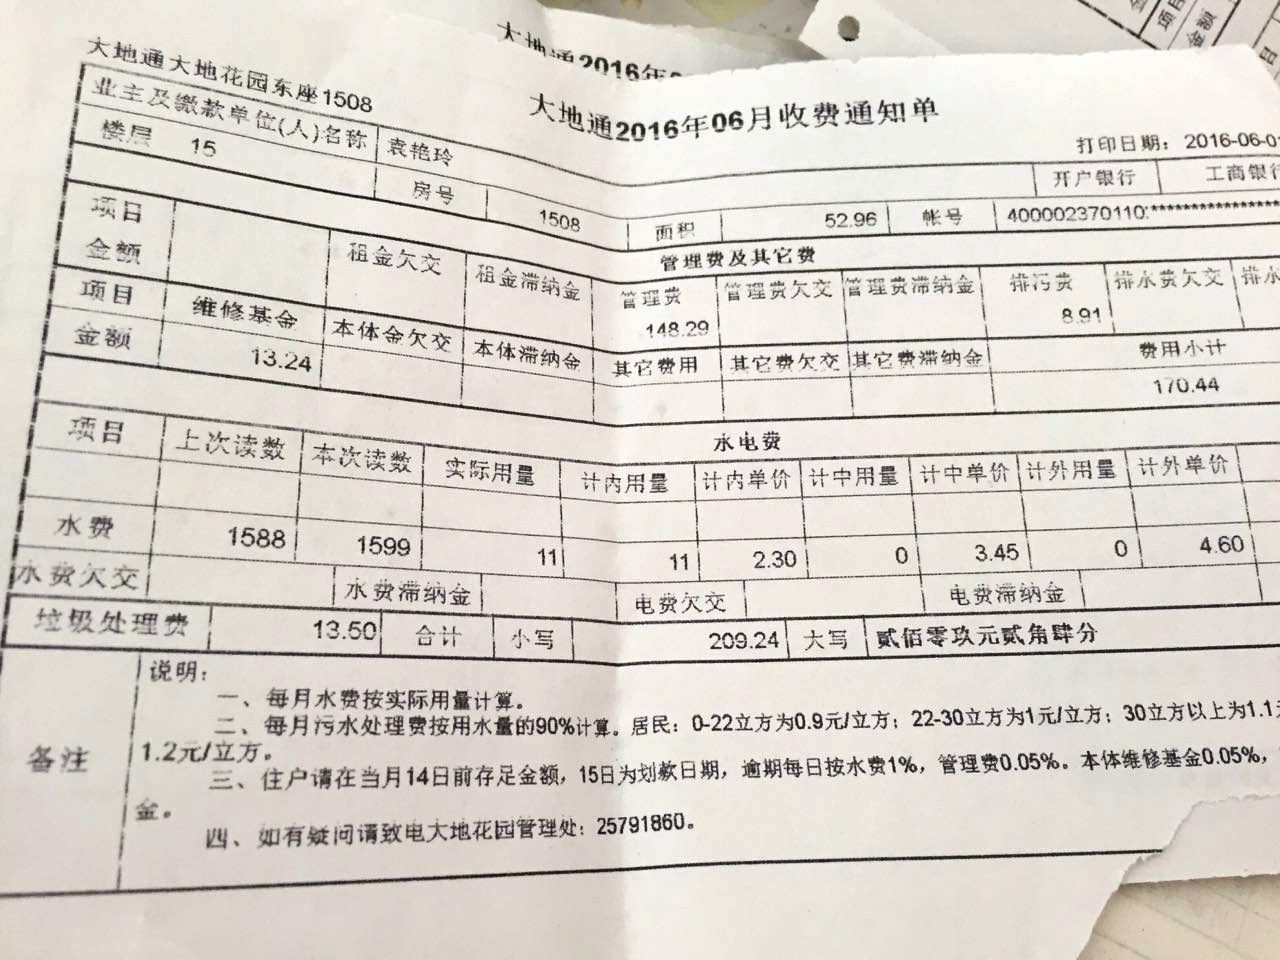 大地通2016年0
大地通大地花园东座1508
大地通2016年06月收费通知单
打印日期：2016-06-01
业主及缴款单位(人)名称 袁艳玲 开户银行 工商银行
楼层 15 房号 1508 面积 52.96 帐号 400002370110:****************
管理费及其它费
项目 租金欠交 租金滞纳金 管理费 管理费欠交 管理费滞纳金 排污费 排水费欠交 排水
金额 148.29 8.91
项目 维修基金 本体金欠交 本体滞纳金 其它费用 其它费欠交 其它费滞纳金 费用小计
金额 13.24 170.44
水电费
项目 上次读数 本次读数 实际用量 计内用量 计内单价 计中用量 计中单价 计外用量 计外单价
水费 1588 1599 11 11 2.30 0 3.45 0 4.60
水费欠交 水费滞纳金 电费欠交 电费滞纳金
垃圾处理费 13.50 合计 小写 209.24 大写 贰佰零玖元贰角肆分
备注
说明：
一、每月水费按实际用量计算。
二、每月污水处理费按用水量的90%计算。居民：0-22立方为0.9元/立方；22-30立方为1元/立方；30立方以上为1.1
1.2元/立方。
三、住户请在当月14日前存足金额，15日为划款日期，逾期每日按水费1%，管理费0.05%。本体维修基金0.05%，
金。
四、如有疑问请致电大地花园管理处：25791860。
项目
金额